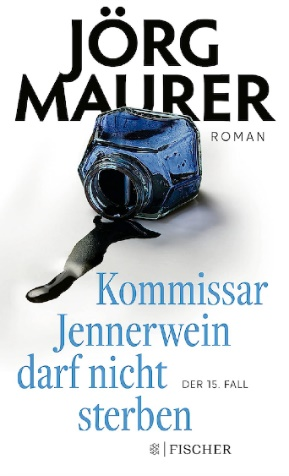 JÖRG
MAURER
ROMAN
Kommissar
Jennerwein
darf nicht
DER 15. FALL
sterben
FISCHER